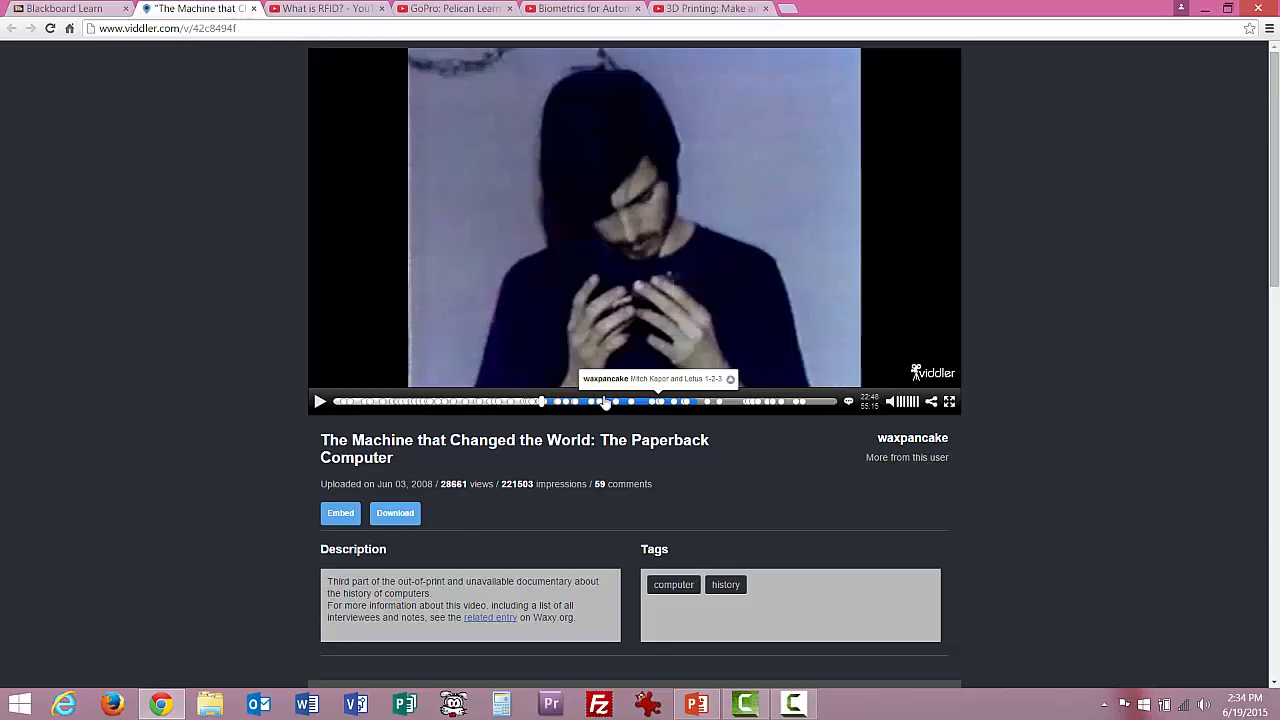 Blackboard Learn
"The Machine that Cl
What is RFID? - YouT
GoPro: Pelican Learn
Biometrics for Autom
3D Printing: Make an
www.viddler.com/v/42c8494f
viddler
waxpancake Mitch Kapor and Lotus 1-2-3
22:48
55:15
The Machine that Changed the World: The Paperback
Computer
waxpancake
More from this user
Uploaded on Jun 03, 2008 / 28661 views / 221503 impressions / 59 comments
Embed
Download
Description
Tags
Third part of the out-of-print and unavailable documentary about
the history of computers.
For more information about this video, including a list of all
interviewees and notes, see the related entry on Waxy.org.
computer
history
2:34 PM
6/19/2015